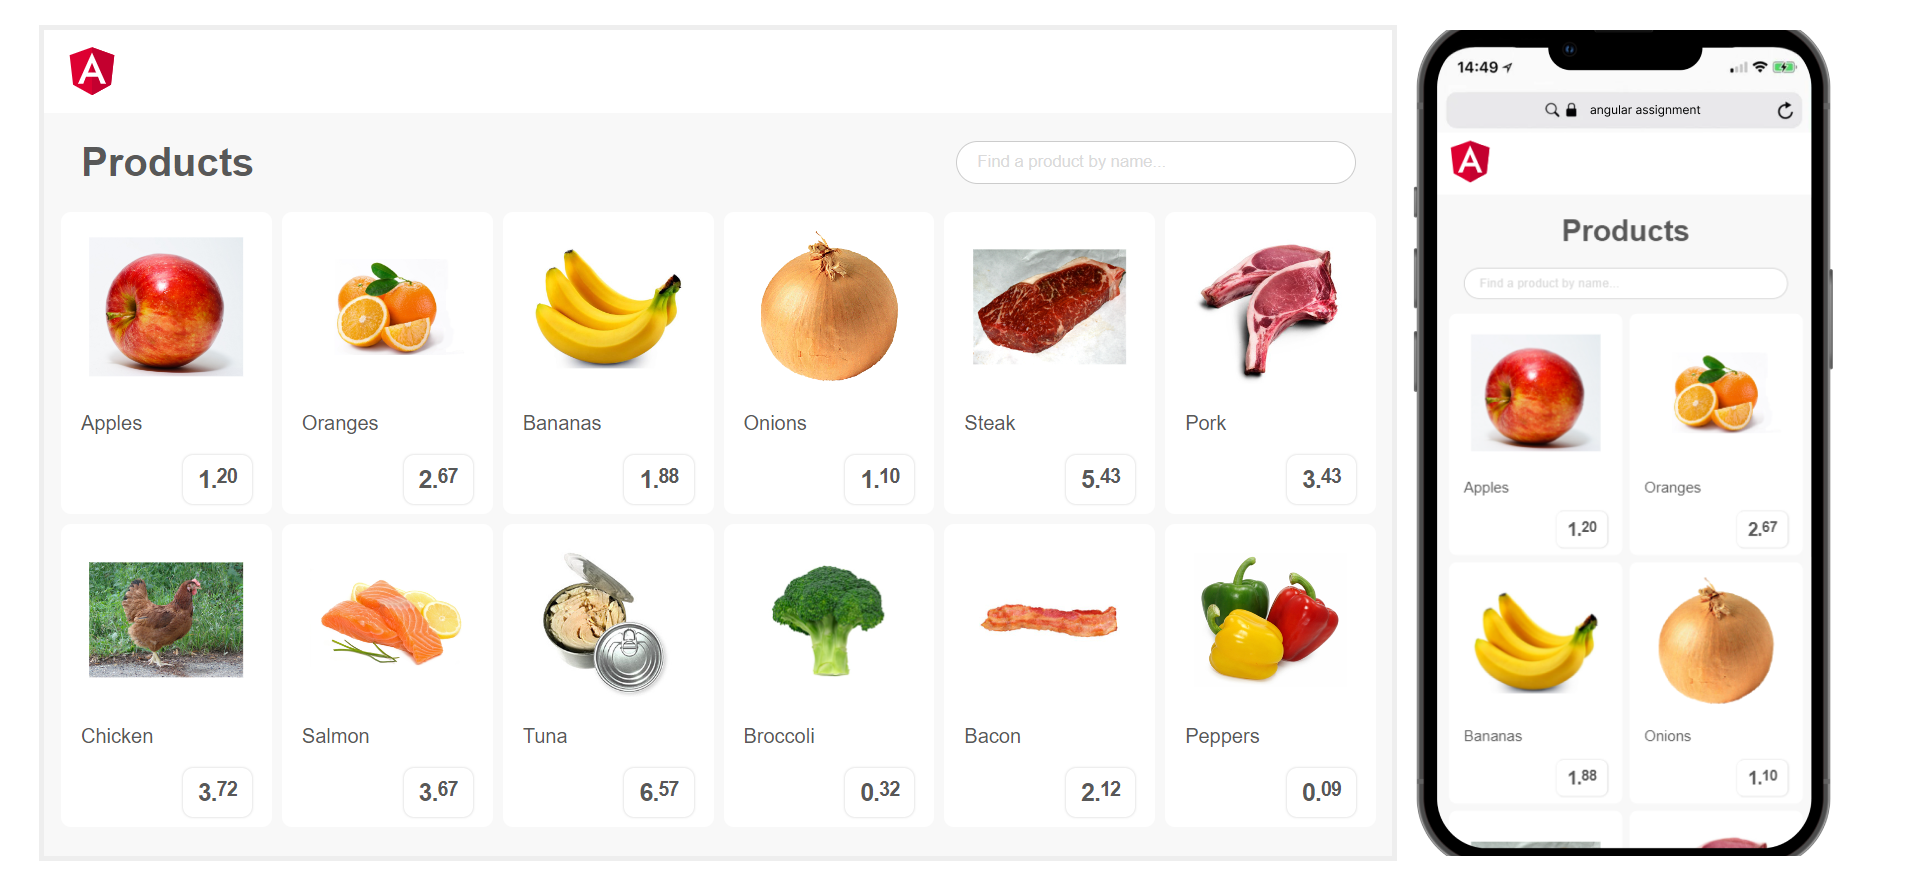 A
Products
Find a product by name...
Apples
Oranges
Bananas
Onions
Steak
Pork
1.20
2.67
1.88
1.10
5.43
3.43
Chicken
Salmon
Tuna
Broccoli
Bacon
Peppers
3.72
3.67
6.57
0.32
2.12
0.09
14:49
angular assignment
A
Products
Find a product by name...
Apples
Oranges
1.20
2.67
Bananas
Onions
1.88
1.10